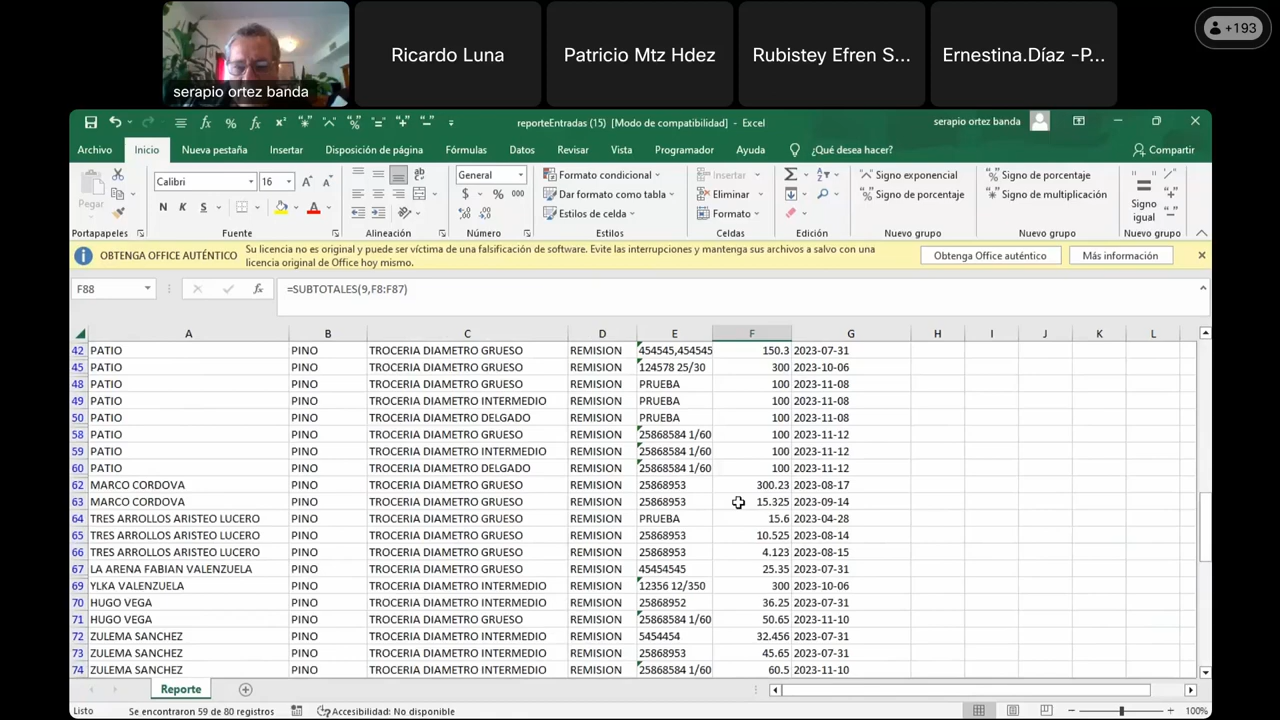 +193
serapio ortez banda
Ricardo Luna
Patricio Mtz Hdez
Rubistey Efren S...
Ernestina.Díaz -P...
reporteEntradas (15) [Modo de compatibilidad] - Excel
serapio ortez banda
Archivo Inicio Nueva pestaña Insertar Disposición de página Fórmulas Datos Revisar Vista Programador Ayuda ¿Qué desea hacer? Compartir
Pegar
Portapapeles
Calibri 16
N K S
Fuente
Alineación
General
$ % 000
Número
Formato condicional
Dar formato como tabla
Estilos de celda
Estilos
Insertar
Eliminar
Formato
Celdas
Edición
Signo exponencial
Signo de porcentaje
Nuevo grupo
Signo de porcentaje
Signo de multiplicación
Nuevo grupo
Signo igual
Nuevo grupo
OBTENGA OFFICE AUTÉNTICO Su licencia no es original y puede ser víctima de una falsificación de software. Evite las interrupciones y mantenga sus archivos a salvo con una
licencia original de Office hoy mismo.
Obtenga Office auténtico Más información
F88 =SUBTOTALES(9,F8:F87)
A B C D E F G H I J K L
42 PATIO PINO TROCERIA DIAMETRO GRUESO REMISION 454545,454545 150.3 2023-07-31
45 PATIO PINO TROCERIA DIAMETRO GRUESO REMISION 124578 25/30 300 2023-10-06
48 PATIO PINO TROCERIA DIAMETRO GRUESO REMISION PRUEBA 100 2023-11-08
49 PATIO PINO TROCERIA DIAMETRO INTERMEDIO REMISION PRUEBA 100 2023-11-08
50 PATIO PINO TROCERIA DIAMETRO DELGADO REMISION PRUEBA 100 2023-11-08
58 PATIO PINO TROCERIA DIAMETRO GRUESO REMISION 25868584 1/60 100 2023-11-12
59 PATIO PINO TROCERIA DIAMETRO INTERMEDIO REMISION 25868584 1/60 100 2023-11-12
60 PATIO PINO TROCERIA DIAMETRO DELGADO REMISION 25868584 1/60 100 2023-11-12
62 MARCO CORDOVA PINO TROCERIA DIAMETRO GRUESO REMISION 25868953 300.23 2023-08-17
63 MARCO CORDOVA PINO TROCERIA DIAMETRO GRUESO REMISION 25868953 15.325 2023-09-14
64 TRES ARROLLOS ARISTEO LUCERO PINO TROCERIA DIAMETRO GRUESO REMISION PRUEBA 15.6 2023-04-28
65 TRES ARROLLOS ARISTEO LUCERO PINO TROCERIA DIAMETRO GRUESO REMISION 25868953 10.525 2023-08-14
66 TRES ARROLLOS ARISTEO LUCERO PINO TROCERIA DIAMETRO GRUESO REMISION 25868953 4.123 2023-08-15
67 LA ARENA FABIAN VALENZUELA PINO TROCERIA DIAMETRO GRUESO REMISION 45454545 25.35 2023-07-31
69 YLKA VALENZUELA PINO TROCERIA DIAMETRO INTERMEDIO REMISION 12356 12/350 300 2023-10-06
70 HUGO VEGA PINO TROCERIA DIAMETRO INTERMEDIO REMISION 25868952 36.25 2023-07-31
71 HUGO VEGA PINO TROCERIA DIAMETRO GRUESO REMISION 25868584 1/60 50.65 2023-11-10
72 ZULEMA SANCHEZ PINO TROCERIA DIAMETRO INTERMEDIO REMISION 5454454 32.456 2023-07-31
73 ZULEMA SANCHEZ PINO TROCERIA DIAMETRO INTERMEDIO REMISION 25868953 45.65 2023-07-31
74 ZULEMA SANCHEZ PINO TROCERIA DIAMETRO INTERMEDIO REMISION 25868584 1/60 60.5 2023-11-10
Reporte
Listo Se encontraron 59 de 80 registros Accesibilidad: No disponible 100%